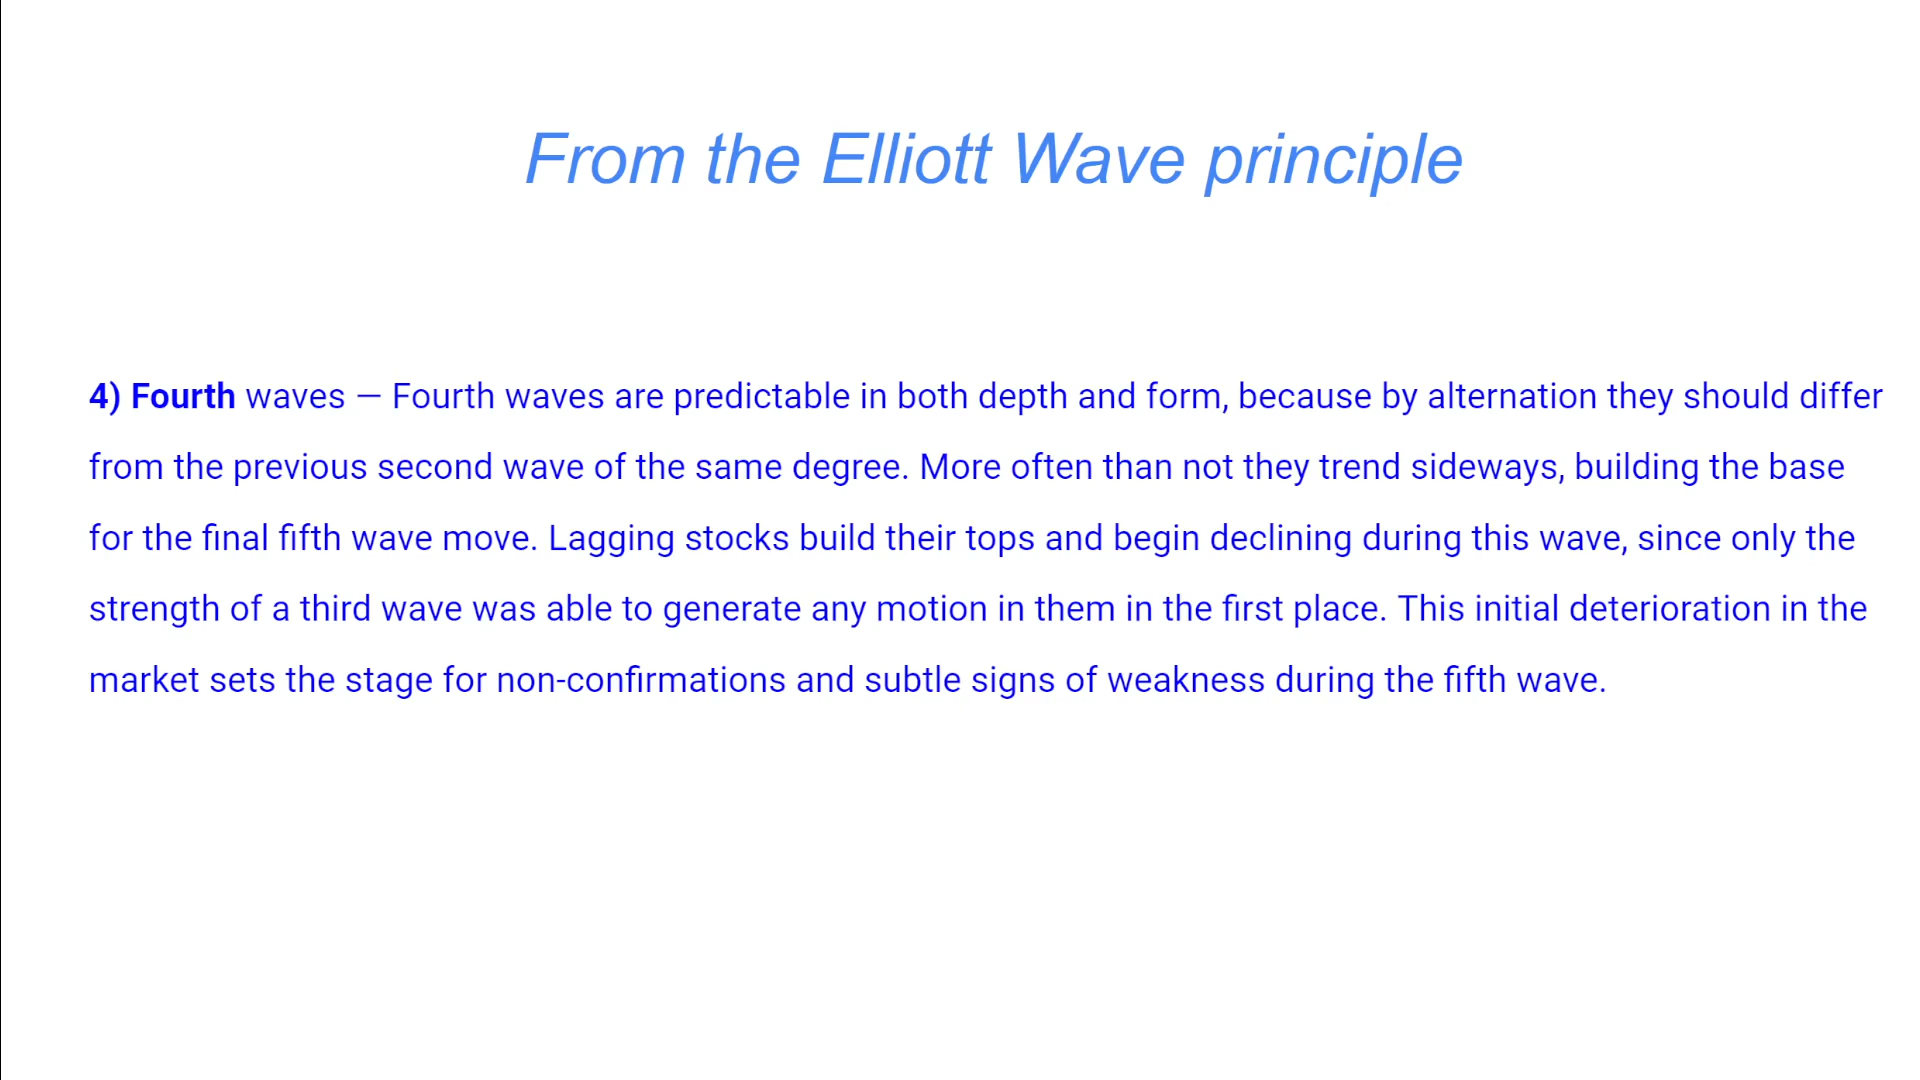 From the Elliott Wave principle
4) Fourth waves — Fourth waves are predictable in both depth and form, because by alternation they should differ
from the previous second wave of the same degree. More often than not they trend sideways, building the base
for the final fifth wave move. Lagging stocks build their tops and begin declining during this wave, since only the
strength of a third wave was able to generate any motion in them in the first place. This initial deterioration in the
market sets the stage for non-confirmations and subtle signs of weakness during the fifth wave.